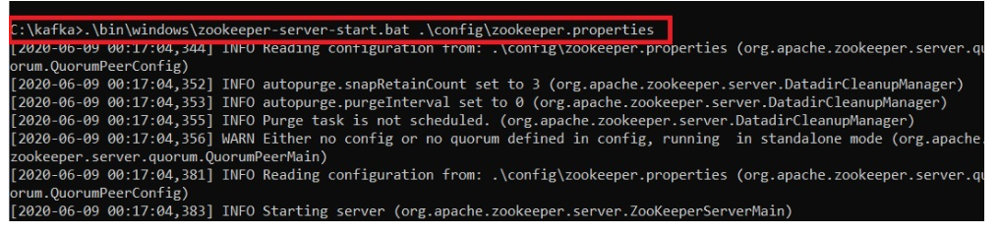 C:\kafka>.\bin\windows\zookeeper-server-start.bat .\config\zookeeper.properties
[2020-06-09 00:17:04,344] INFO Reading configuration from: .\config\zookeeper.properties (org.apache.zookeeper.server.qu
orum.QuorumPeerConfig)
[2020-06-09 00:17:04,352] INFO autopurge.snapRetainCount set to 3 (org.apache.zookeeper.server.DatadirCleanupManager)
[2020-06-09 00:17:04,353] INFO autopurge.purgeInterval set to 0 (org.apache.zookeeper.server.DatadirCleanupManager)
[2020-06-09 00:17:04,355] INFO Purge task is not scheduled. (org.apache.zookeeper.server.DatadirCleanupManager)
[2020-06-09 00:17:04,356] WARN Either no config or no quorum defined in config, running  in standalone mode (org.apache.
zookeeper.server.quorum.QuorumPeerMain)
[2020-06-09 00:17:04,381] INFO Reading configuration from: .\config\zookeeper.properties (org.apache.zookeeper.server.qu
orum.QuorumPeerConfig)
[2020-06-09 00:17:04,383] INFO Starting server (org.apache.zookeeper.server.ZooKeeperServerMain)